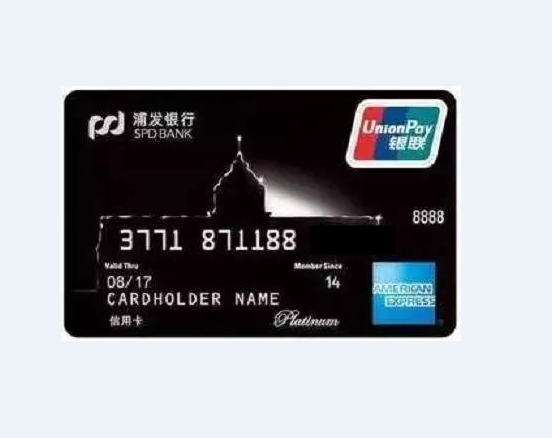 浦发银行
SPD BANK
UnionPay
银联
8888
3771 871188
Valid Thru
Member Since
08/17
14
CARDHOLDER NAME
AMERICAN
EXPRESS
信用卡
Platinum